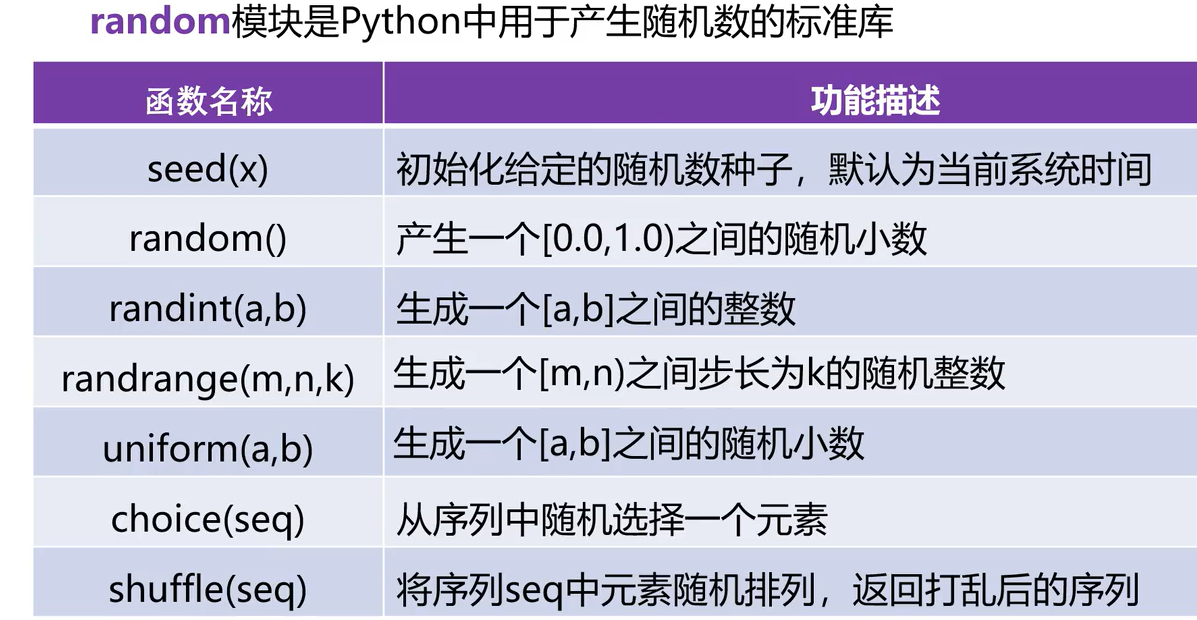 random模块是Python中用于产生随机数的标准库
函数名称 功能描述
seed(x) 初始化给定的随机数种子，默认为当前系统时间
random() 产生一个[0.0,1.0)之间的随机小数
randint(a,b) 生成一个[a,b]之间的整数
randrange(m,n,k) 生成一个[m,n)之间步长为k的随机整数
uniform(a,b) 生成一个[a,b]之间的随机小数
choice(seq) 从序列中随机选择一个元素
shuffle(seq) 将序列seq中元素随机排列，返回打乱后的序列